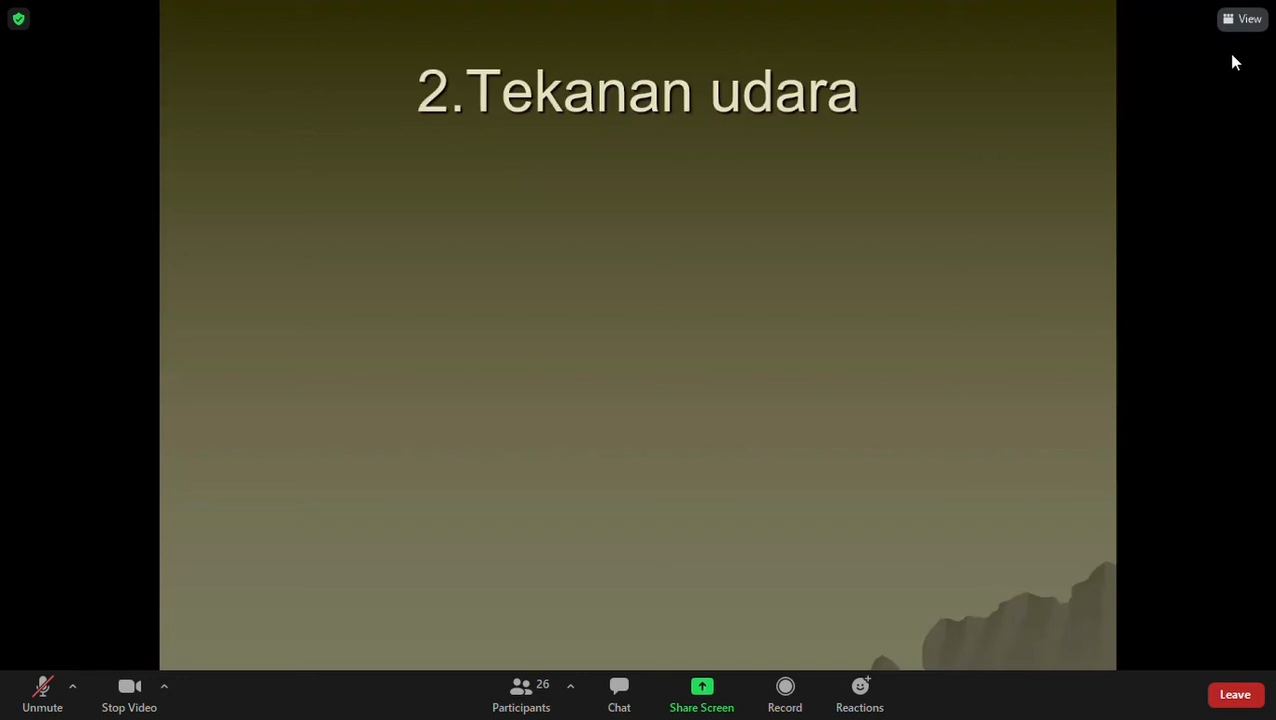 View
2.Tekanan udara
Unmute
Stop Video
26
Participants
Chat
Share Screen
Record
Reactions
Leave